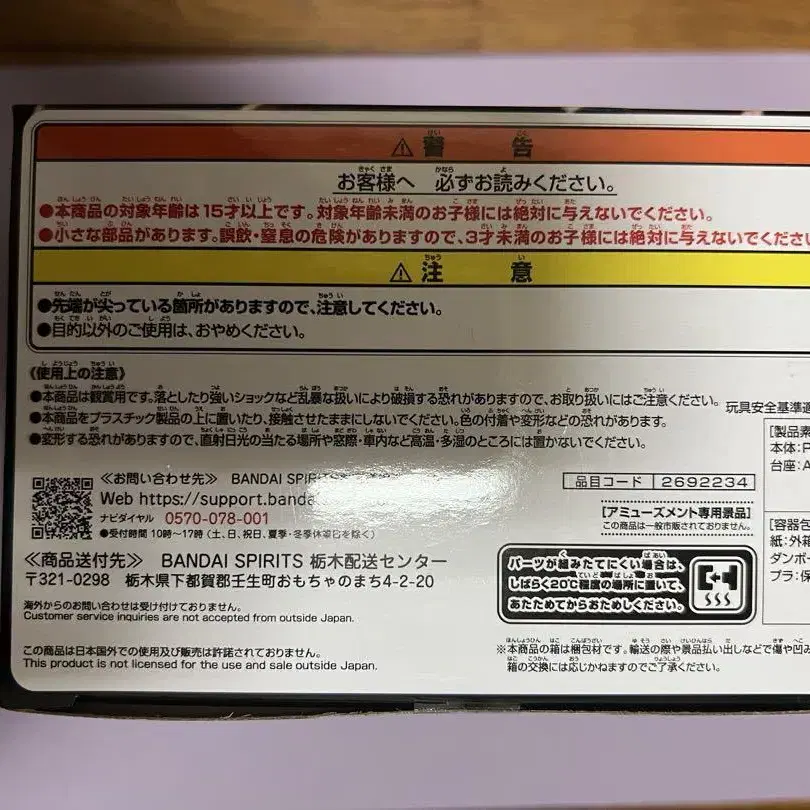 ⚠警告
お客様へ 必ずお読みください。
●本商品の対象年齢は15才以上です。対象年齢未満のお子様には絶対に与えないでください。
●小さな部品があります。誤飲・窒息の危険がありますので、3才未満のお子様には絶対に与えないでください
⚠注意
●先端が尖っている箇所がありますので、注意してください。
●目的以外のご使用は、おやめください。
《使用上の注意》
●本商品は観賞用です。落としたり強いショックなど乱暴な扱いにより破損する恐れがありますので、お取り扱いにはご注意ください。
●本商品をプラスチック製品の上に置いたり、接触させたままにしないでください。色の付着や変形などの恐れがあります。
●変形する恐れがありますので、直射日光の当たる場所や窓際・車内など高温・多湿のところには置かないでください。
≪お問い合わせ先≫ BANDAI
Web https://support.banda
ナビダイヤル 0570-078-001
●受付時間 10時~17時(土、日、祝日、夏季・冬季休業日を除く)
≪商品送付先≫ BANDAI SPIRITS 栃木配送センター
〒321-0298 栃木県下都賀郡壬生町おもちゃのまち4-2-20
海外からのお問い合わせは受け付けておりません。
Customer service inquiries are not accepted from outside Japan.
この商品は日本国外での使用及び販売は許諾されておりません。
This product is not licensed for the use and sale outside Japan.
品目コード 2692234
[アミューズメント専用景品]
この商品は一般市販されておりません。
パーツが組みたてにくい場合は、
しばらく20℃程度の場所に置いて、
あたためてからおためしください。
※本商品の箱は梱包材です。輸送の際や景品払い出しなどで傷や凹み
箱の交換には応じかねますのでご了承ください。
玩具安全基準適
[製品素
本体:P
台座:A
[容器包
紙:外箱
ダンボー
プラ:保